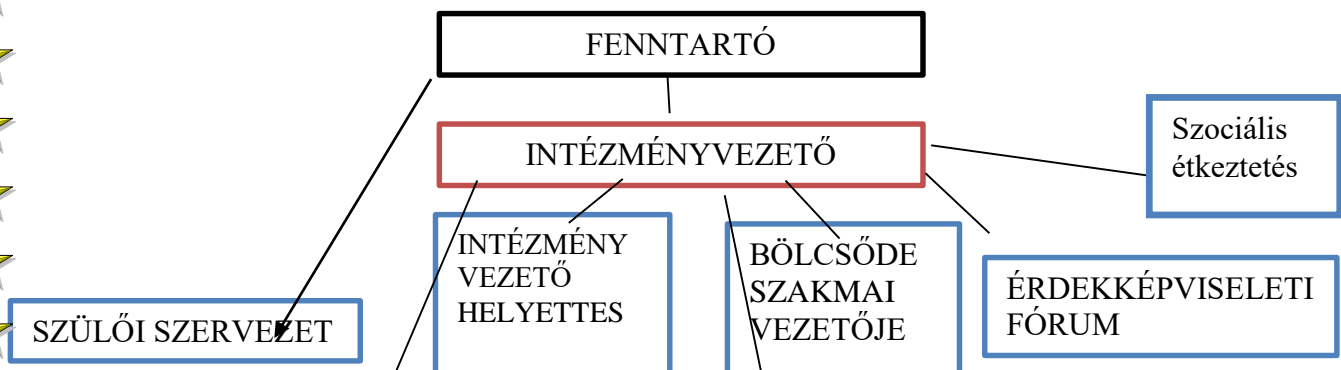 FENNTARTÓ
INTÉZMÉNYVEZETŐ
Szociális
étkeztetés
INTÉZMÉNY
VEZETŐ
HELYETTES
BÖLCSŐDE
SZAKMAI
VEZETŐJE
ÉRDEKKÉPVISELETI
FÓRUM
SZÜLŐI SZERVEZET